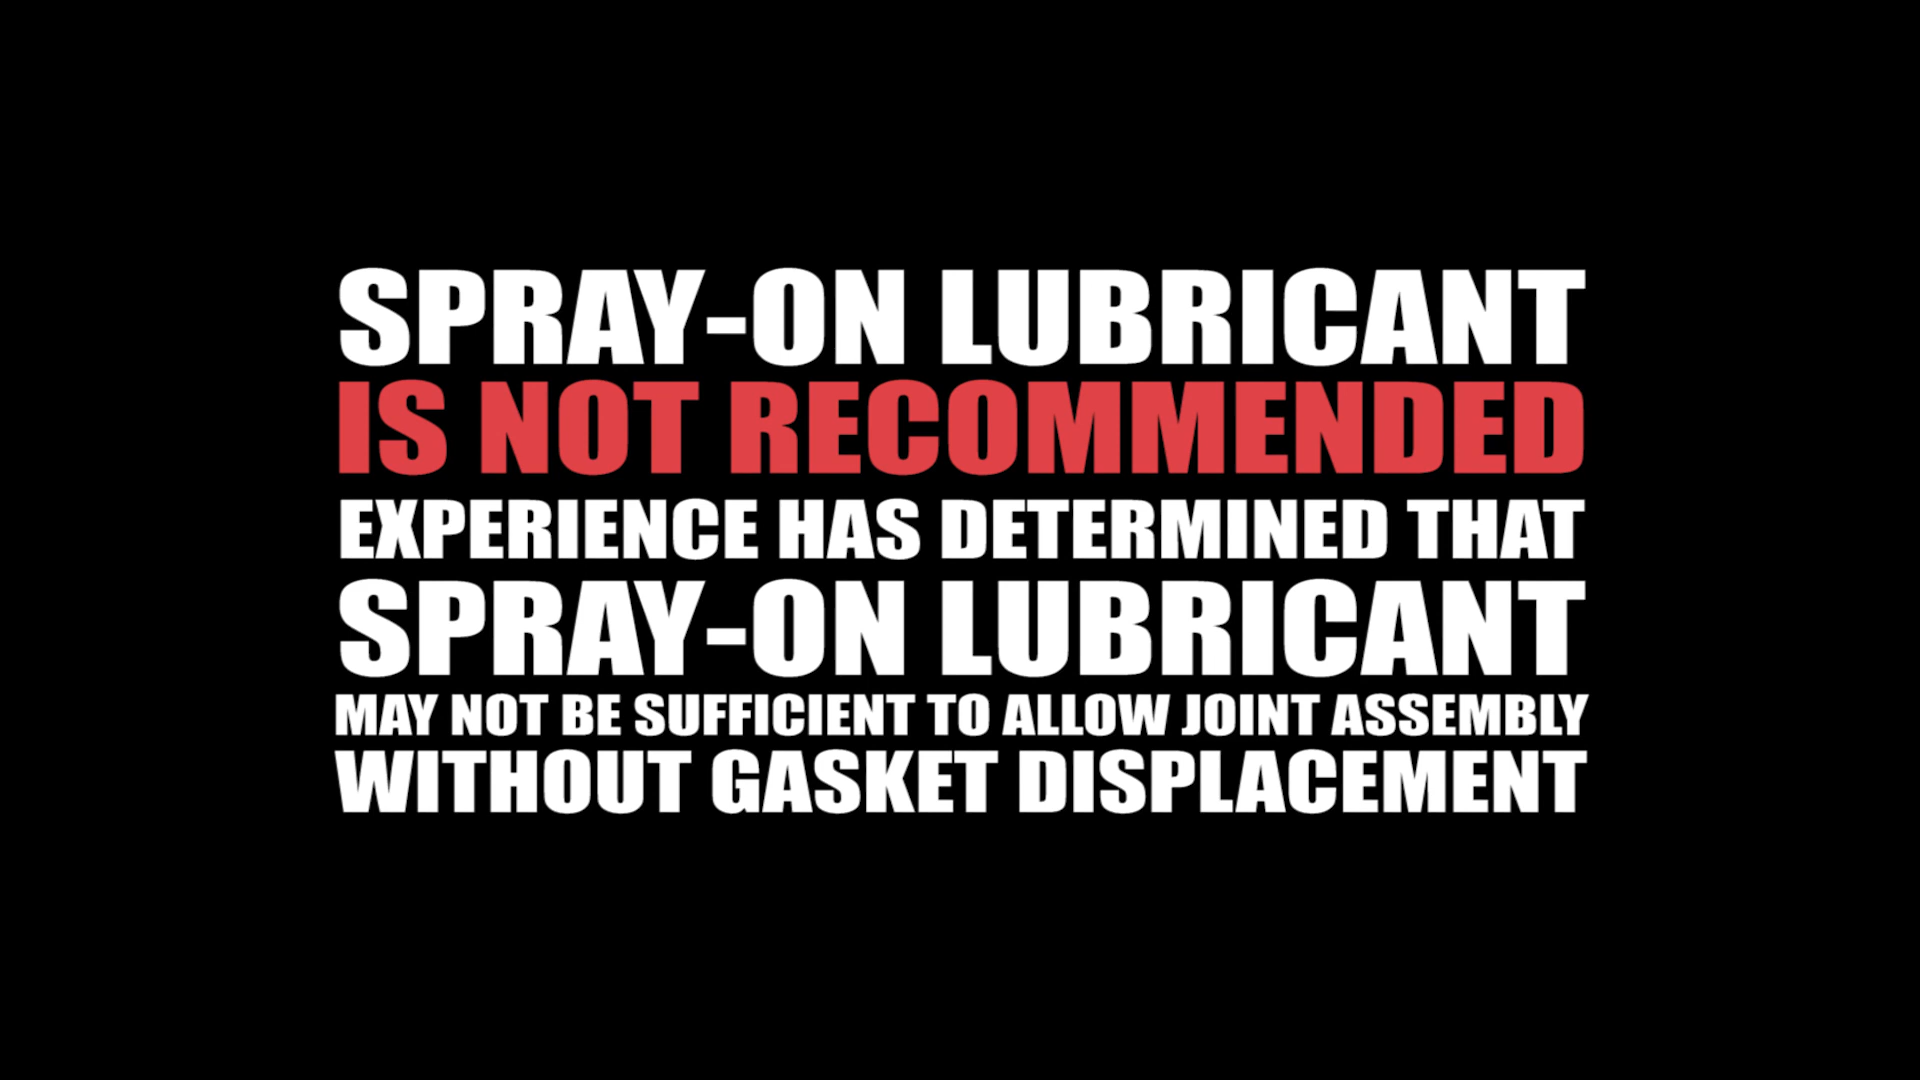 SPRAY-ON LUBRICANT
IS NOT RECOMMENDED
EXPERIENCE HAS DETERMINED THAT
SPRAY-ON LUBRICANT
MAY NOT BE SUFFICIENT TO ALLOW JOINT ASSEMBLY
WITHOUT GASKET DISPLACEMENT